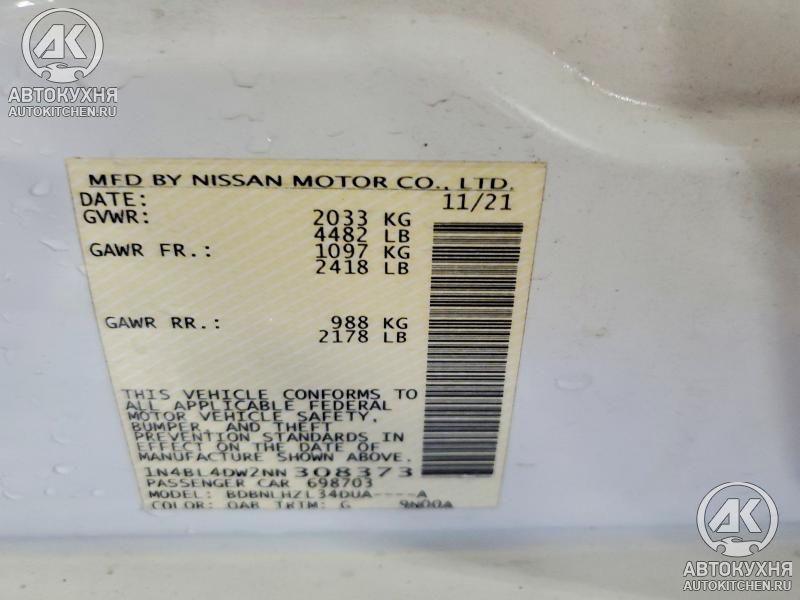 AK
АВТОКУХНЯ
AUTOKITCHEN.RU
MFD BY NISSAN MOTOR CO., LTD.
DATE: 11/21
GVWR: 2033 KG
4482 LB
GAWR FR.: 1097 KG
2418 LB
GAWR RR.: 988 KG
2178 LB
THIS VEHICLE CONFORMS TO
ALL APPLICABLE FEDERAL
MOTOR VEHICLE SAFETY,
BUMPER, AND THEFT
PREVENTION STANDARDS IN
EFFECT ON THE DATE OF
MANUFACTURE SHOWN ABOVE.
1N4BL4DW2NN308373
PASSENGER CAR 698703
MODEL: BDBNLHZL34DUA----A
COLOR: QAB TRIM: G
AK
АВТОКУХНЯ
AUTOKITCHEN.RU